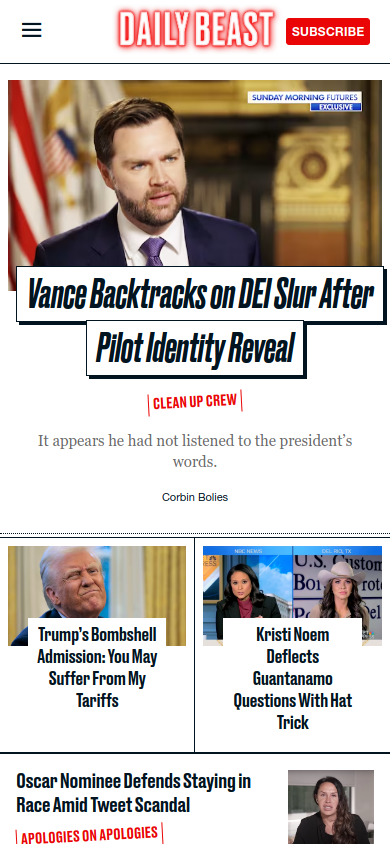 DAILY BEAST
SUBSCRIBE
SUNDAY MORNING FUTURES
EXCLUSIVE
Vance Backtracks on DEI Slur After
Pilot Identity Reveal
CLEAN UP CREW
It appears he had not listened to the president’s
words.
Corbin Bolies
NBC NEWS
DEL RIO, TX
U.S.
Trump’s Bombshell
Admission: You May
Suffer From My
Tariffs
Kristi Noem
Deflects
Guantanamo
Questions With Hat
Trick
Oscar Nominee Defends Staying in
Race Amid Tweet Scandal
APOLOGIES ON APOLOGIES